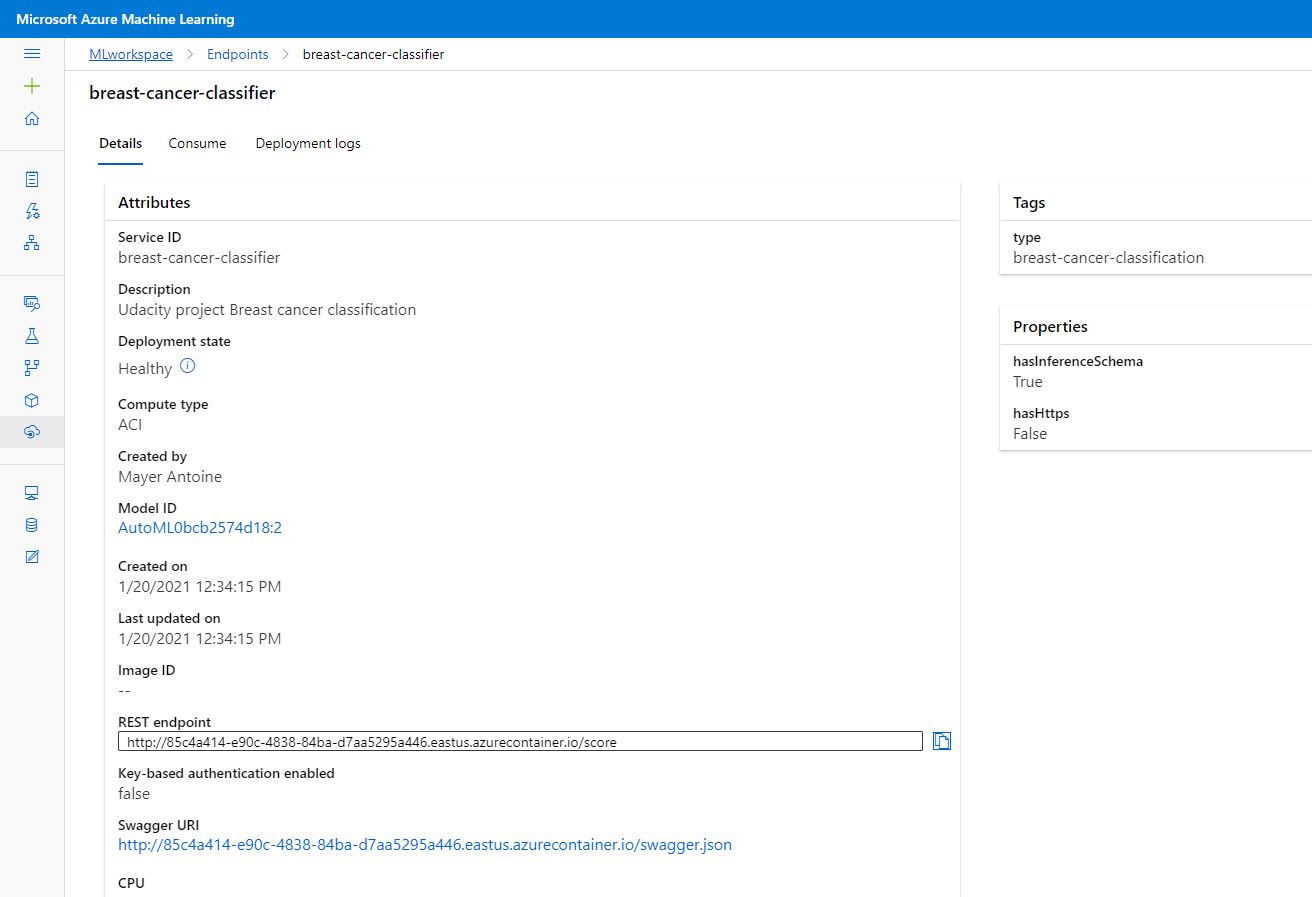 Microsoft Azure Machine Learning
MLworkspace > Endpoints > breast-cancer-classifier
breast-cancer-classifier
Details Consume Deployment logs
Attributes
Service ID
breast-cancer-classifier
Description
Udacity project Breast cancer classification
Deployment state
Healthy
Compute type
ACI
Created by
Mayer Antoine
Model ID
AutoML0bcb2574d18:2
Created on
1/20/2021 12:34:15 PM
Last updated on
1/20/2021 12:34:15 PM
Image ID
--
REST endpoint
http://85c4a414-e90c-4838-84ba-d7aa5295a446.eastus.azurecontainer.io/score
Key-based authentication enabled
false
Swagger URI
http://85c4a414-e90c-4838-84ba-d7aa5295a446.eastus.azurecontainer.io/swagger.json
CPU
Tags
type
breast-cancer-classification
Properties
hasInferenceSchema
True
hasHttps
False